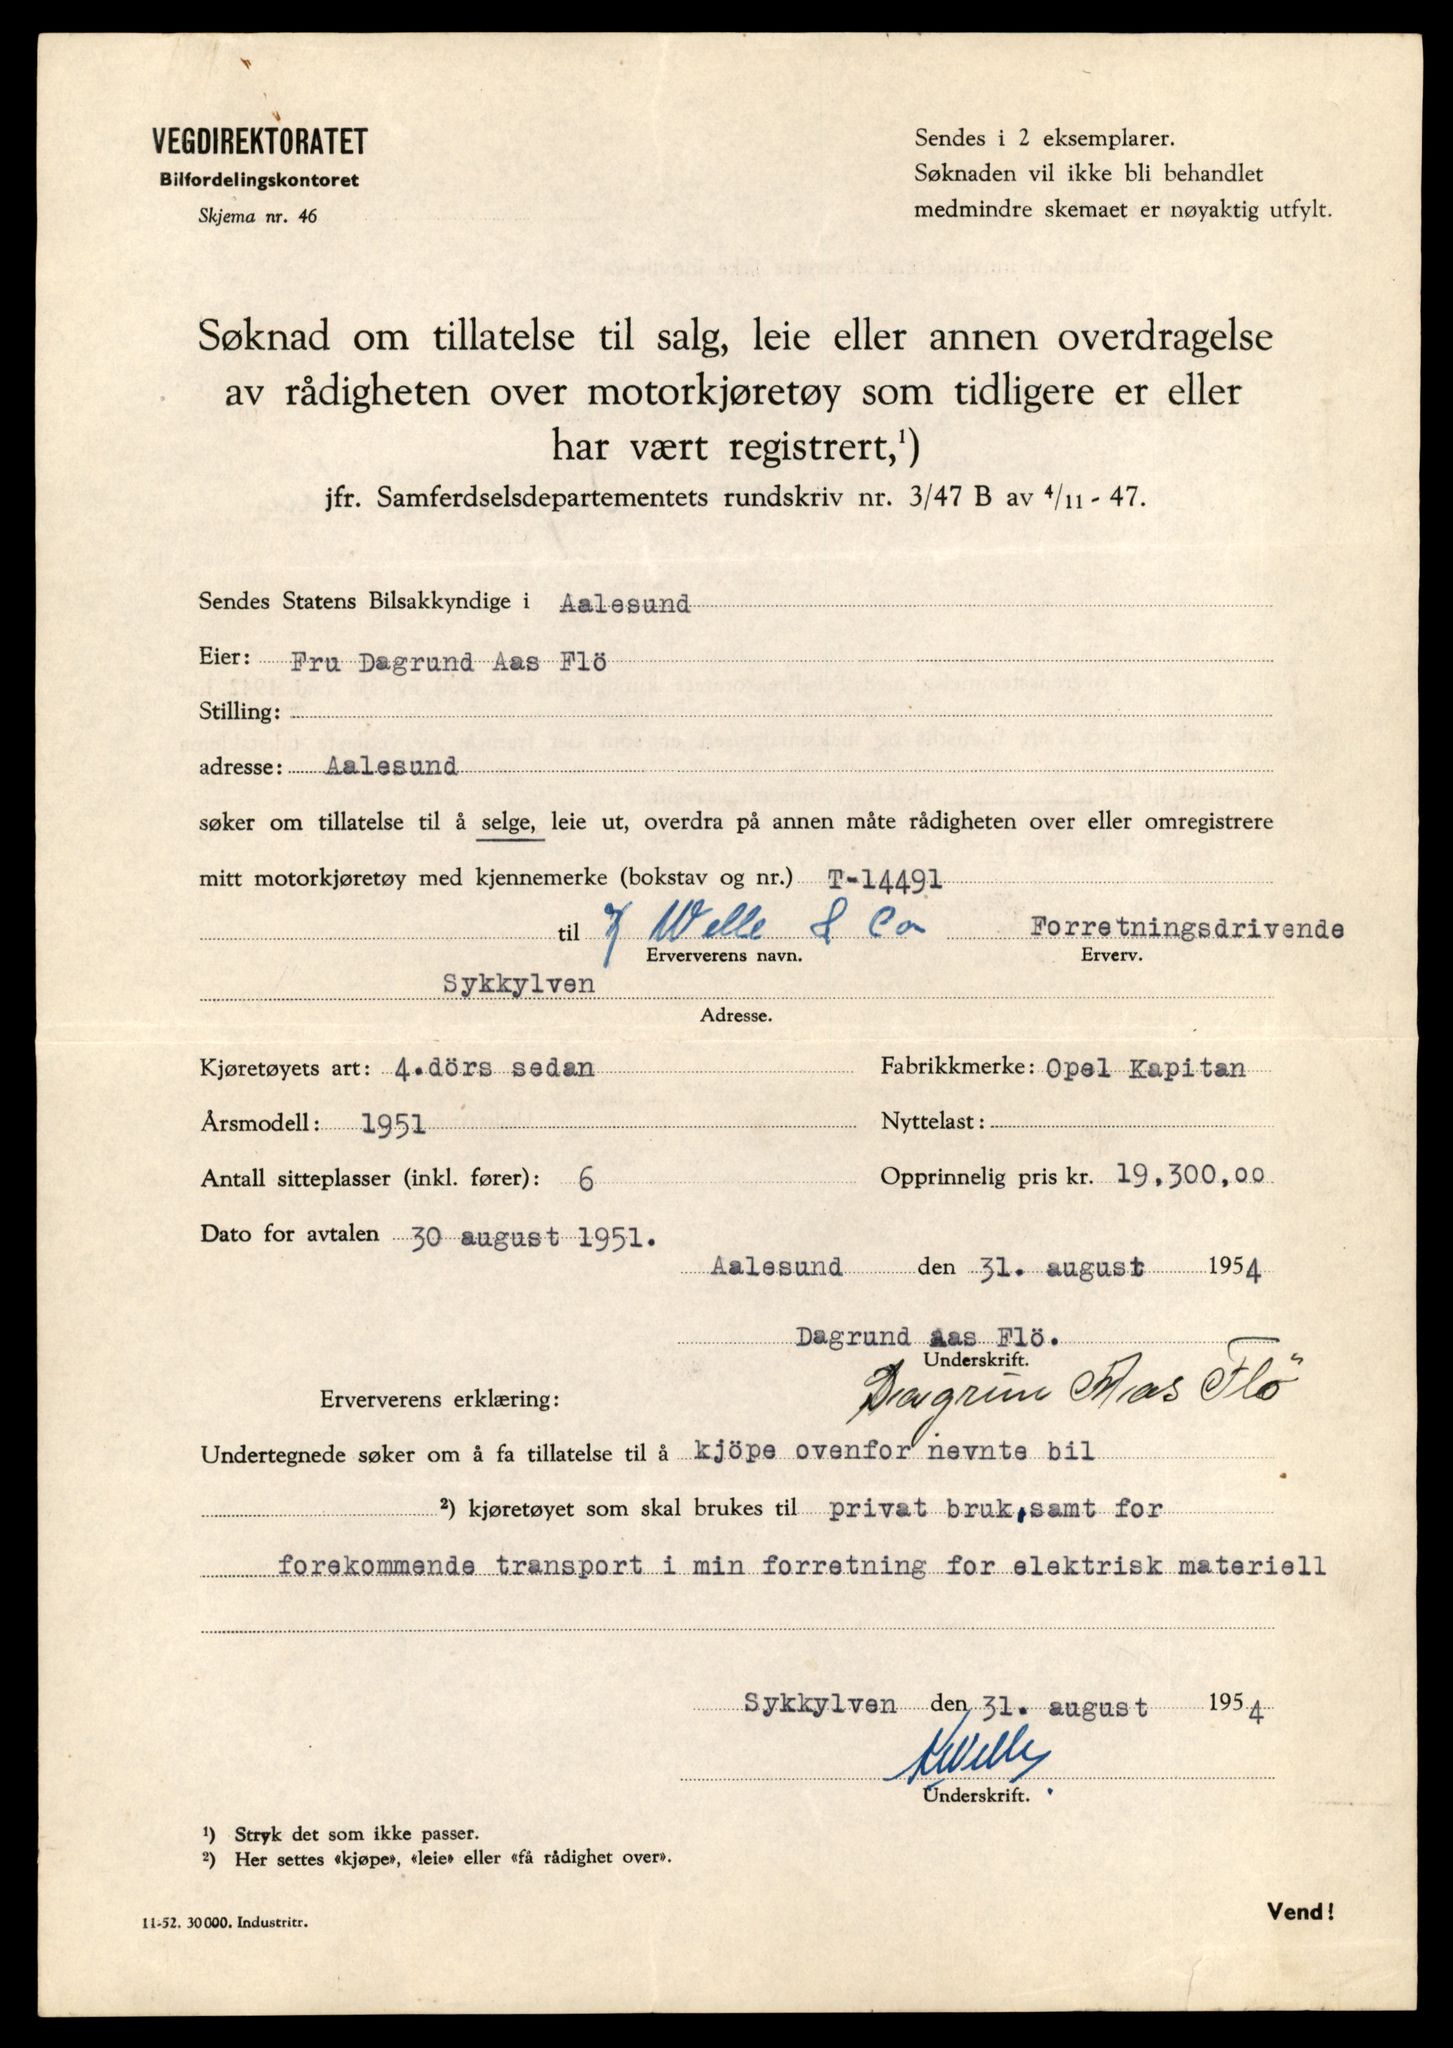 VEGDIREKTORATET
Bilfordelingskontoret
Skjema nr. 46
Sendes i 2 eksemplarer.
Søknaden vil ikke bli behandlet
medmindre skemaet er nøyaktig utfylt.
Søknad om tillatelse til salg, leie eller annen overdragelse
av rådigheten over motorkjøretøy som tidligere er eller
har vært registrert,¹)
jfr. Samferdselsdepartementets rundskriv nr. 3/47 B av 4/11 - 47.
Sendes Statens Bilsakkyndige i Aalesund
Eier: Fru Dagrund Aas Flö
Stilling:
adresse: Aalesund
søker om tillatelse til å selge, leie ut, overdra på annen måte rådigheten over eller omregistrere
mitt motorkjøretøy med kjennemerke (bokstav og nr.) T-14491
til Welle & Co Forretningsdrivende
Erververens navn. Erverv.
Sykkylven
Adresse.
Kjøretøyets art: 4.dörs sedan Fabrikkmerke: Opel Kapitan
Årsmodell: 1951 Nyttelast:
Antall sitteplasser (inkl. fører): 6 Opprinnelig pris kr. 19,300,00
Dato for avtalen 30 august 1951.
Aalesund den 31. august 1954
Dagrund Aas Flö.
Underskrift.
Dagrun Aas Flö
Erververens erklæring:
Undertegnede søker om å fa tillatelse til å kjöpe ovenfor nevnte bil
²) kjøretøyet som skal brukes til privat bruk, samt for
forekommende transport i min forretning for elektrisk materiell
Sykkylven den 31. august 1954
Welle
Underskrift.
¹) Stryk det som ikke passer.
²) Her settes «kjøpe», «leie» eller «få rådighet over».
11-52. 30000. Industritr.
Vend!